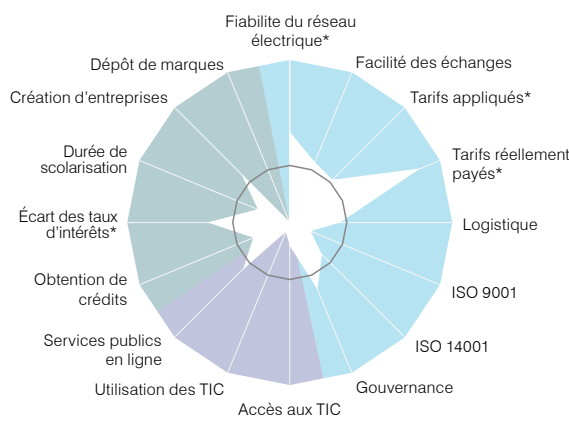 Fiabilite du réseau
électrique*
Facilité des échanges
Tarifs appliqués*
Tarifs réellement
payés*
Logistique
ISO 9001
ISO 14001
Gouvernance
Accès aux TIC
Utilisation des TIC
Services publics
en ligne
Obtention de
crédits
Écart des taux
d'intérêts*
Durée de
scolarisation
Création d'entreprises
Dépôt de marques